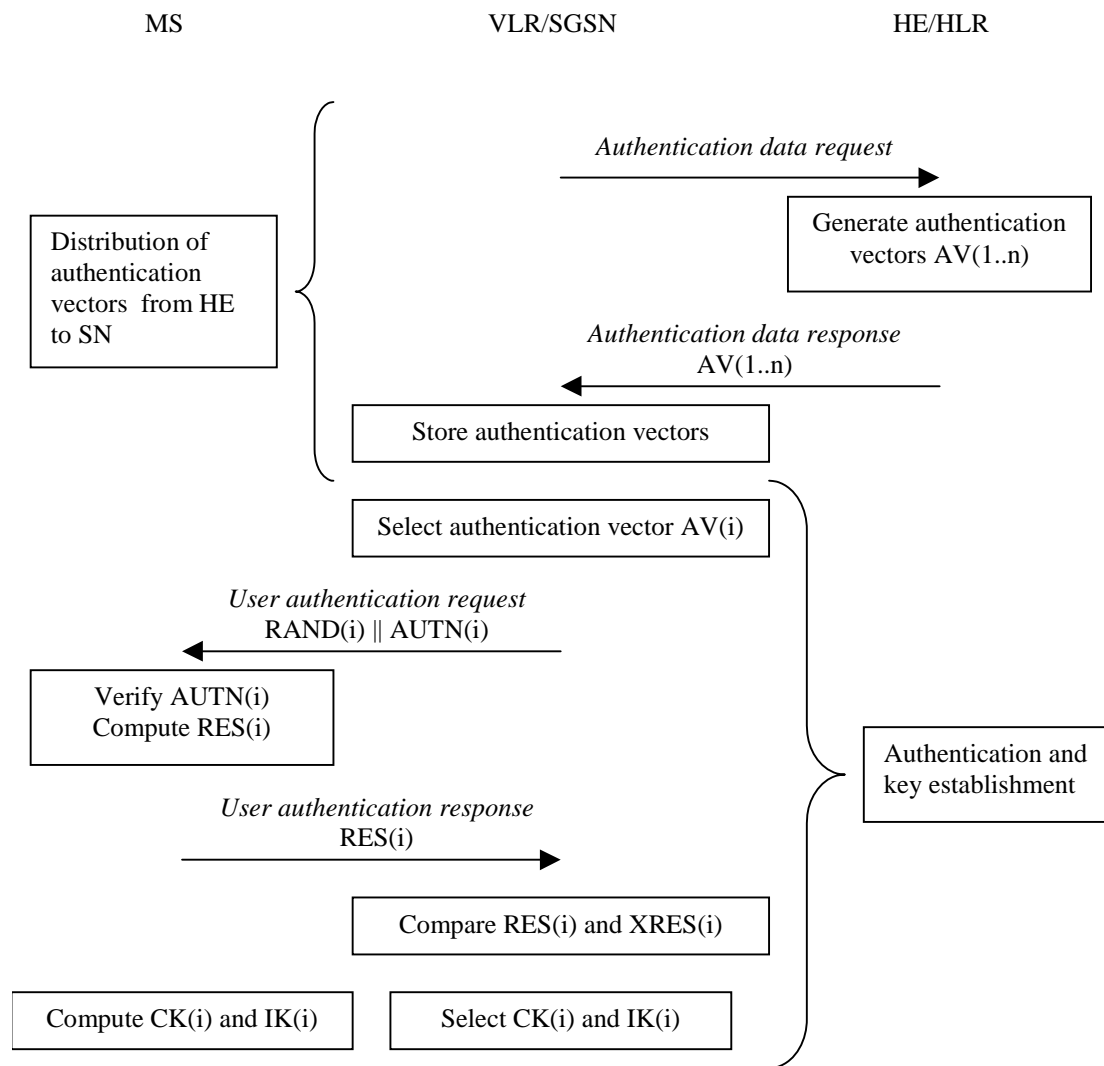 MS
VLR/SGSN
HE/HLR
Authentication data request
Generate authentication
vectors AV(1..n)
Distribution of
authentication
vectors from HE
to SN
Authentication data response
AV(1..n)
Store authentication vectors
Select authentication vector AV(i)
User authentication request
RAND(i) || AUTN(i)
Verify AUTN(i)
Compute RES(i)
Authentication and
key establishment
User authentication response
RES(i)
Compare RES(i) and XRES(i)
Compute CK(i) and IK(i)
Select CK(i) and IK(i)